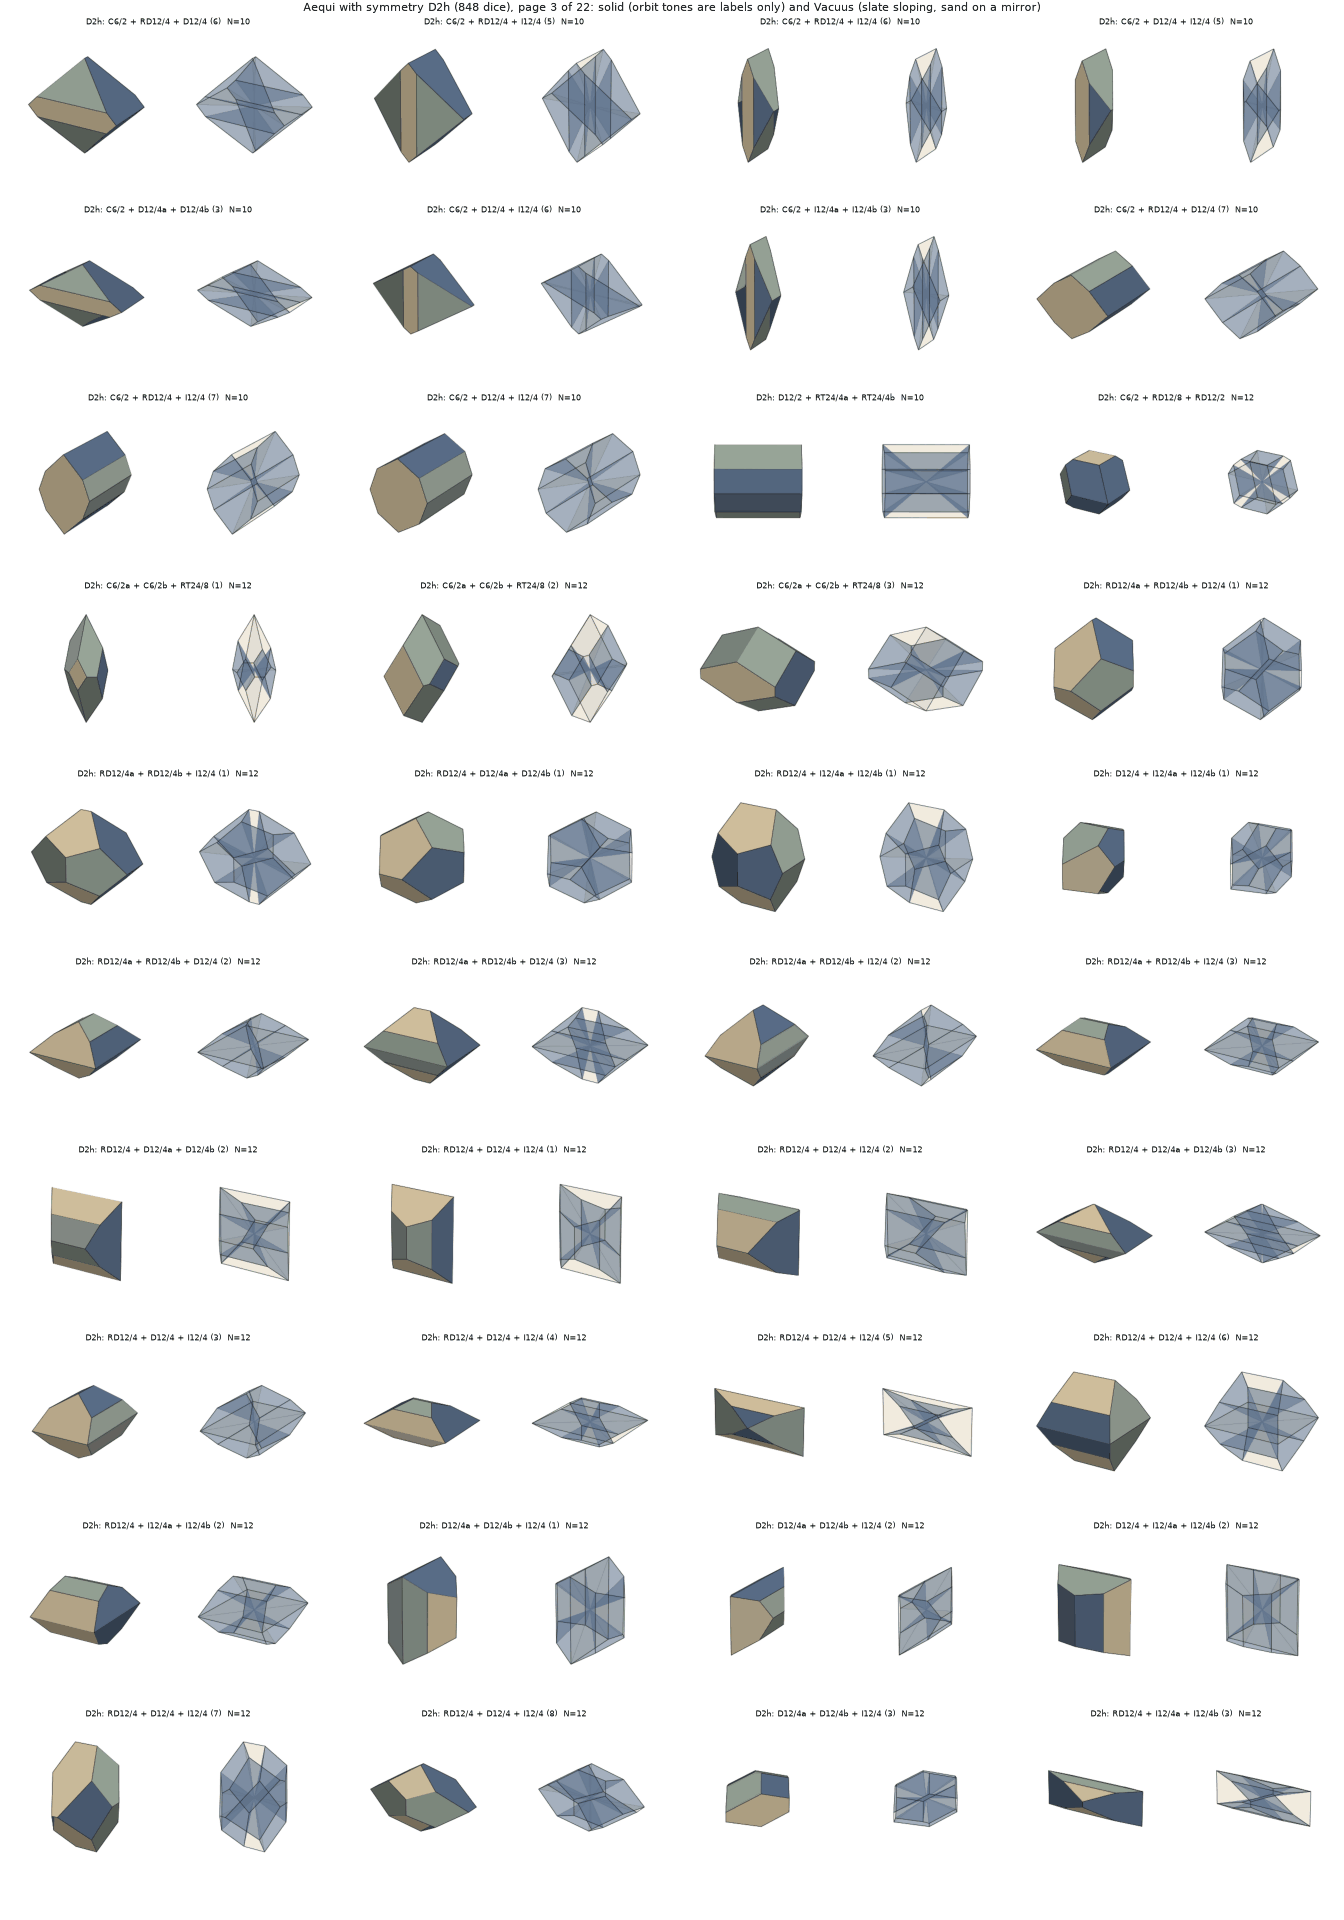 Aequi with symmetry D2h (848 dice), page 3 of 22: solid (orbit tones are labels only) and Vacuus (slate sloping, sand on a mirror)
D2h: C6/2 + RD12/4 + D12/4 (6) N=10
D2h: C6/2 + RD12/4 + I12/4 (5) N=10
D2h: C6/2 + RD12/4 + I12/4 (6) N=10
D2h: C6/2 + D12/4 + I12/4 (5) N=10
D2h: C6/2 + D12/4a + D12/4b (3) N=10
D2h: C6/2 + D12/4 + I12/4 (6) N=10
D2h: C6/2 + I12/4a + I12/4b (3) N=10
D2h: C6/2 + RD12/4 + D12/4 (7) N=10
D2h: C6/2 + RD12/4 + I12/4 (7) N=10
D2h: C6/2 + D12/4 + I12/4 (7) N=10
D2h: D12/2 + RT24/4a + RT24/4b N=10
D2h: C6/2 + RD12/8 + RD12/2 N=12
D2h: C6/2a + C6/2b + RT24/8 (1) N=12
D2h: C6/2a + C6/2b + RT24/8 (2) N=12
D2h: C6/2a + C6/2b + RT24/8 (3) N=12
D2h: RD12/4a + RD12/4b + D12/4 (1) N=12
D2h: RD12/4a + RD12/4b + I12/4 (1) N=12
D2h: RD12/4 + D12/4a + D12/4b (1) N=12
D2h: RD12/4 + I12/4a + I12/4b (1) N=12
D2h: D12/4 + I12/4a + I12/4b (1) N=12
D2h: RD12/4a + RD12/4b + D12/4 (2) N=12
D2h: RD12/4a + RD12/4b + D12/4 (3) N=12
D2h: RD12/4a + RD12/4b + I12/4 (2) N=12
D2h: RD12/4a + RD12/4b + I12/4 (3) N=12
D2h: RD12/4 + D12/4a + D12/4b (2) N=12
D2h: RD12/4 + D12/4 + I12/4 (1) N=12
D2h: RD12/4 + D12/4 + I12/4 (2) N=12
D2h: RD12/4 + D12/4a + D12/4b (3) N=12
D2h: RD12/4 + D12/4 + I12/4 (3) N=12
D2h: RD12/4 + D12/4 + I12/4 (4) N=12
D2h: RD12/4 + D12/4 + I12/4 (5) N=12
D2h: RD12/4 + D12/4 + I12/4 (6) N=12
D2h: RD12/4 + I12/4a + I12/4b (2) N=12
D2h: D12/4a + D12/4b + I12/4 (1) N=12
D2h: D12/4a + D12/4b + I12/4 (2) N=12
D2h: D12/4 + I12/4a + I12/4b (2) N=12
D2h: RD12/4 + D12/4 + I12/4 (7) N=12
D2h: RD12/4 + D12/4 + I12/4 (8) N=12
D2h: D12/4a + D12/4b + I12/4 (3) N=12
D2h: RD12/4 + I12/4a + I12/4b (3) N=12